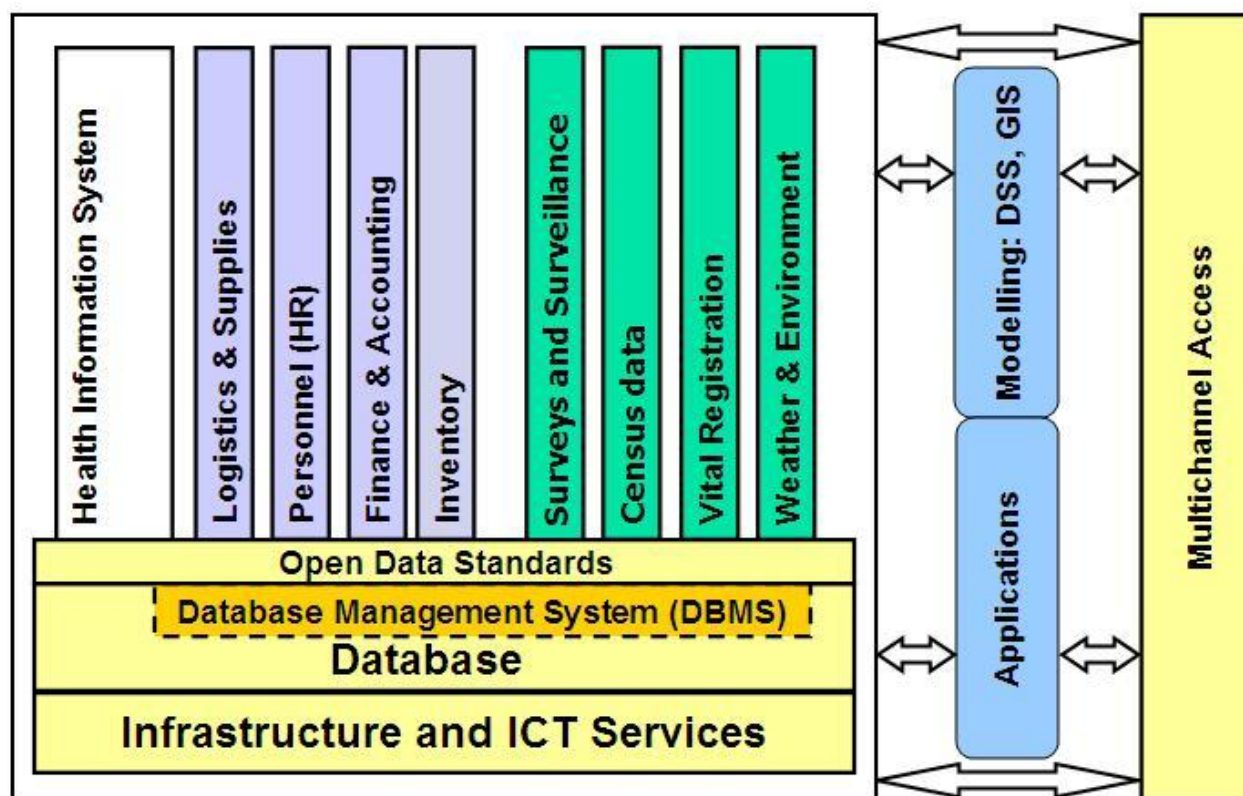 Health Information System
Logistics & Supplies
Personnel (HR)
Finance & Accounting
Inventory
Surveys and Surveillance
Census data
Vital Registration
Weather & Environment
Open Data Standards
Database Management System (DBMS)
Database
Infrastructure and ICT Services
Modelling: DSS, GIS
Applications
Multichannel Access